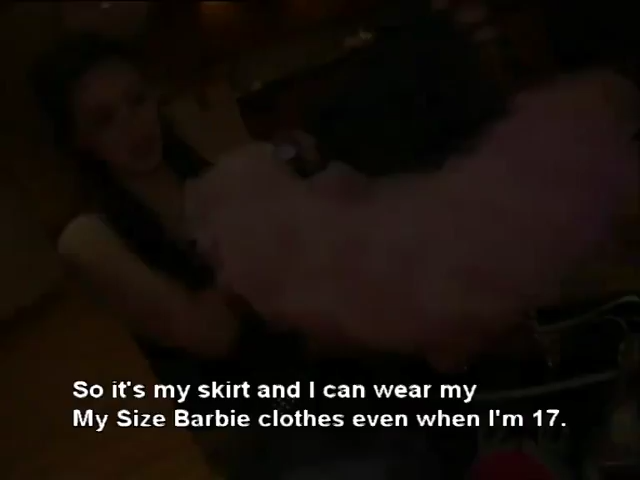 So it's my skirt and I can wear my
My Size Barbie clothes even when I'm 17.